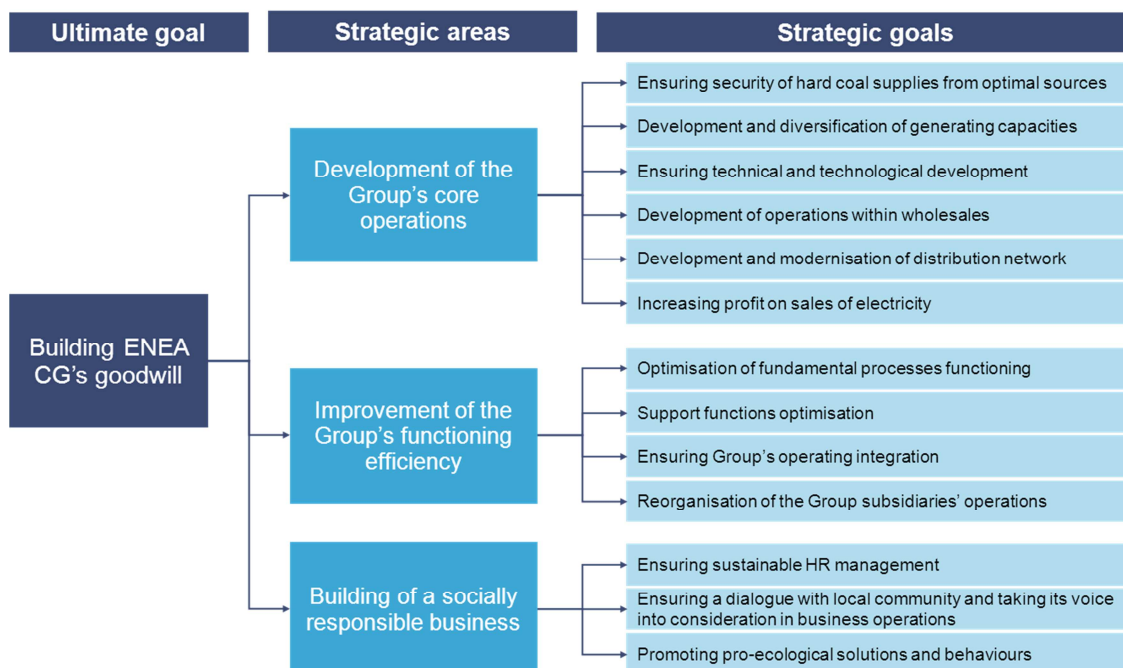 Ultimate goal
Strategic areas
Strategic goals
Building ENEA
CG's goodwill
Development of the
Group's core
operations
Ensuring security of hard coal supplies from optimal sources
Development and diversification of generating capacities
Ensuring technical and technological development
Development of operations within wholesales
Development and modernisation of distribution network
Increasing profit on sales of electricity
Improvement of the
Group's functioning
efficiency
Optimisation of fundamental processes functioning
Support functions optimisation
Ensuring Group's operating integration
Reorganisation of the Group subsidiaries' operations
Building of a socially
responsible business
Ensuring sustainable HR management
Ensuring a dialogue with local community and taking its voice
into consideration in business operations
Promoting pro-ecological solutions and behaviours